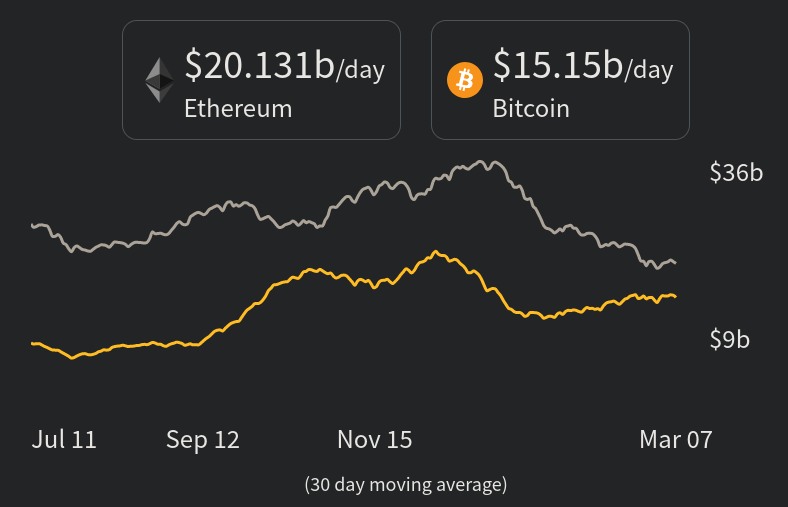 $20.131b/day
Ethereum
$15.15b/day
Bitcoin
$36b
$9b
Jul 11 Sep 12 Nov 15 Mar 07
(30 day moving average)